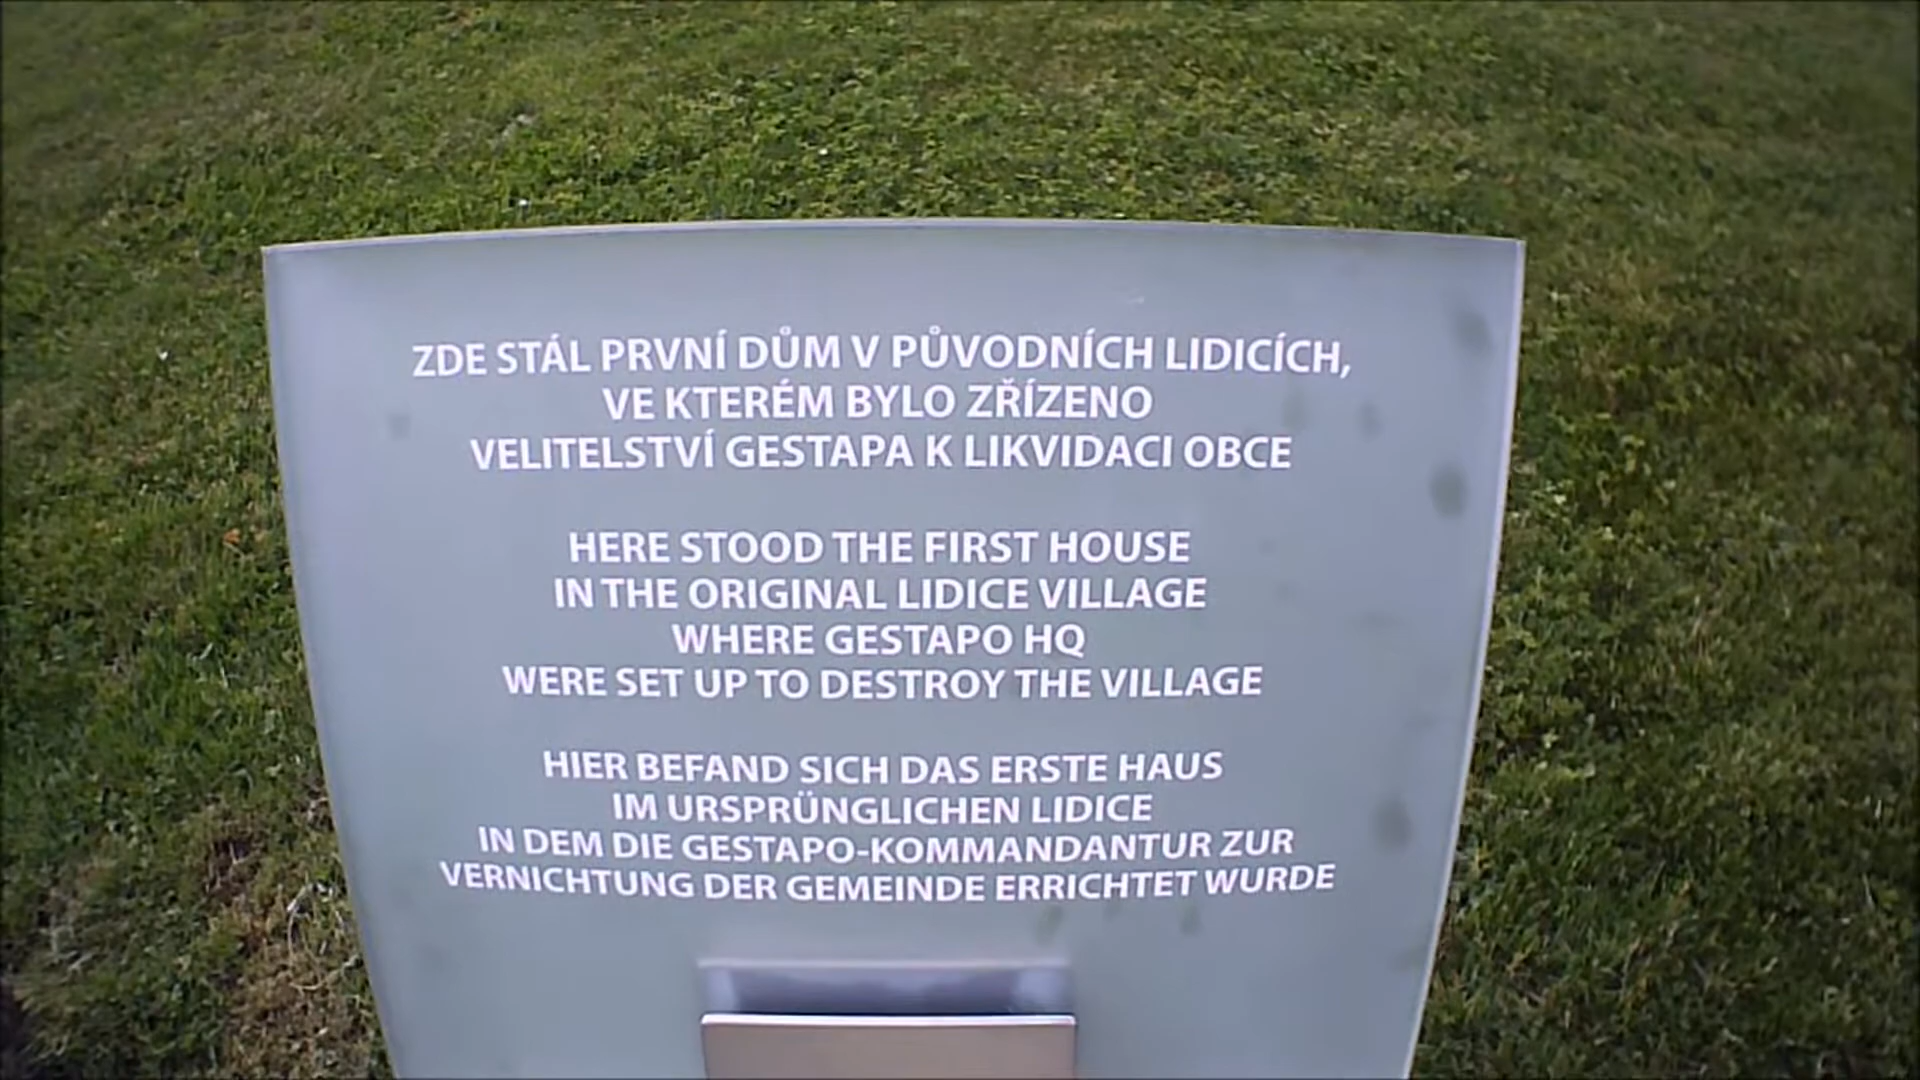 ZDE STÁL PRVNÍ DŮM V PŮVODNÍCH LIDICÍCH,
VE KTERÉM BYLO ZŘÍZENO
VELITELSTVÍ GESTAPA K LIKVIDACI OBCE
HERE STOOD THE FIRST HOUSE
IN THE ORIGINAL LIDICE VILLAGE
WHERE GESTAPO HQ
WERE SET UP TO DESTROY THE VILLAGE
HIER BEFAND SICH DAS ERSTE HAUS
IM URSPRÜNGLICHEN LIDICE
IN DEM DIE GESTAPO-KOMMANDANTUR ZUR
VERNICHTUNG DER GEMEINDE ERRICHTET WURDE